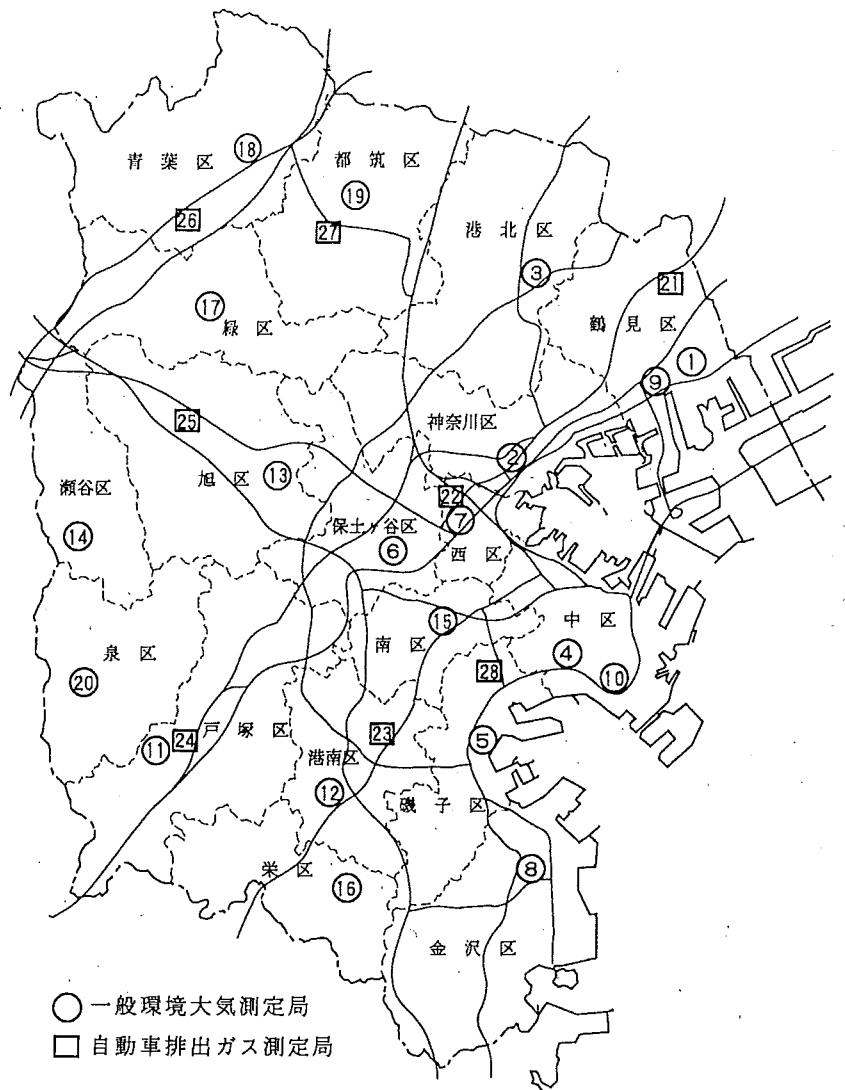 ⑱
青葉区
都筑区
⑲
26
27
港北区
③
21
⑰
緑区
鶴見区
①
⑨
25
神奈川区
②
旭区
⑬
瀬谷区
22
⑦
保土ヶ谷区
⑭
⑥
西区
⑮
中区
泉区
南区
④
28
⑳
⑩
戸塚区
24
⑪
23
⑤
港南区
⑫
磯子区
栄区
⑯
⑧
金沢区
○一般環境大気測定局
□自動車排出ガス測定局